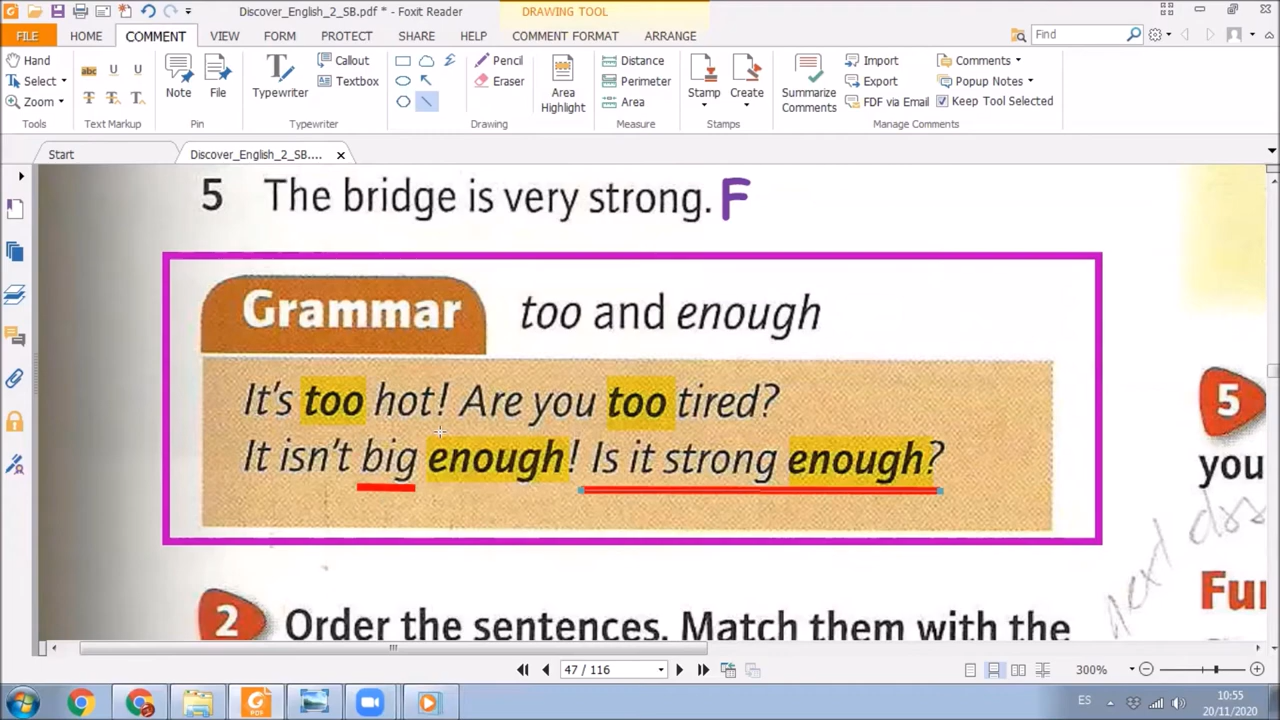 Discover_English_2_SB.pdf * - Foxit Reader
DRAWING TOOL
FILE
HOME
COMMENT
VIEW
FORM
PROTECT
SHARE
HELP
COMMENT FORMAT
ARRANGE
Find
Hand
Select
Zoom
Tools
abc
U
U
T
T
T
Text Markup
Note
File
Pin
Typewriter
Callout
Textbox
Typewriter
Pencil
Eraser
Drawing
Area Highlight
Distance
Perimeter
Area
Measure
Stamp
Create
Stamps
Summarize Comments
Import
Export
FDF via Email
Comments
Popup Notes
Keep Tool Selected
Manage Comments
Start
Discover_English_2_SB....
5 The bridge is very strong. F
Grammar too and enough
It's too hot! Are you too tired?
It isn't big enough! Is it strong enough?
2 Order the sentences. Match them with the
5
you
next
Fu
47 / 116
300%
PDF
ES
10:55
20/11/2020